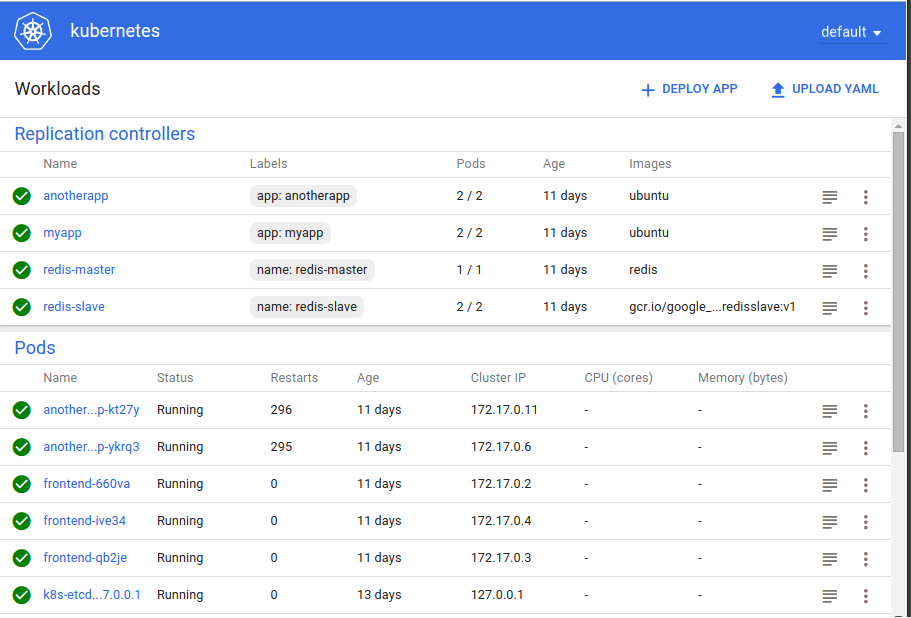 kubernetes default
Workloads DEPLOY APP UPLOAD YAML
Replication controllers
Name Labels Pods Age Images
anotherapp app: anotherapp 2 / 2 11 days ubuntu
myapp app: myapp 2 / 2 11 days ubuntu
redis-master name: redis-master 1 / 1 11 days redis
redis-slave name: redis-slave 2 / 2 11 days gcr.io/google_...redisslave:v1
Pods
Name Status Restarts Age Cluster IP CPU (cores) Memory (bytes)
another...p-kt27y Running 296 11 days 172.17.0.11 - -
another...p-ykrq3 Running 295 11 days 172.17.0.6 - -
frontend-660va Running 0 11 days 172.17.0.2 - -
frontend-ive34 Running 0 11 days 172.17.0.4 - -
frontend-qb2je Running 0 11 days 172.17.0.3 - -
k8s-etcd...7.0.0.1 Running 0 13 days 127.0.0.1 - -